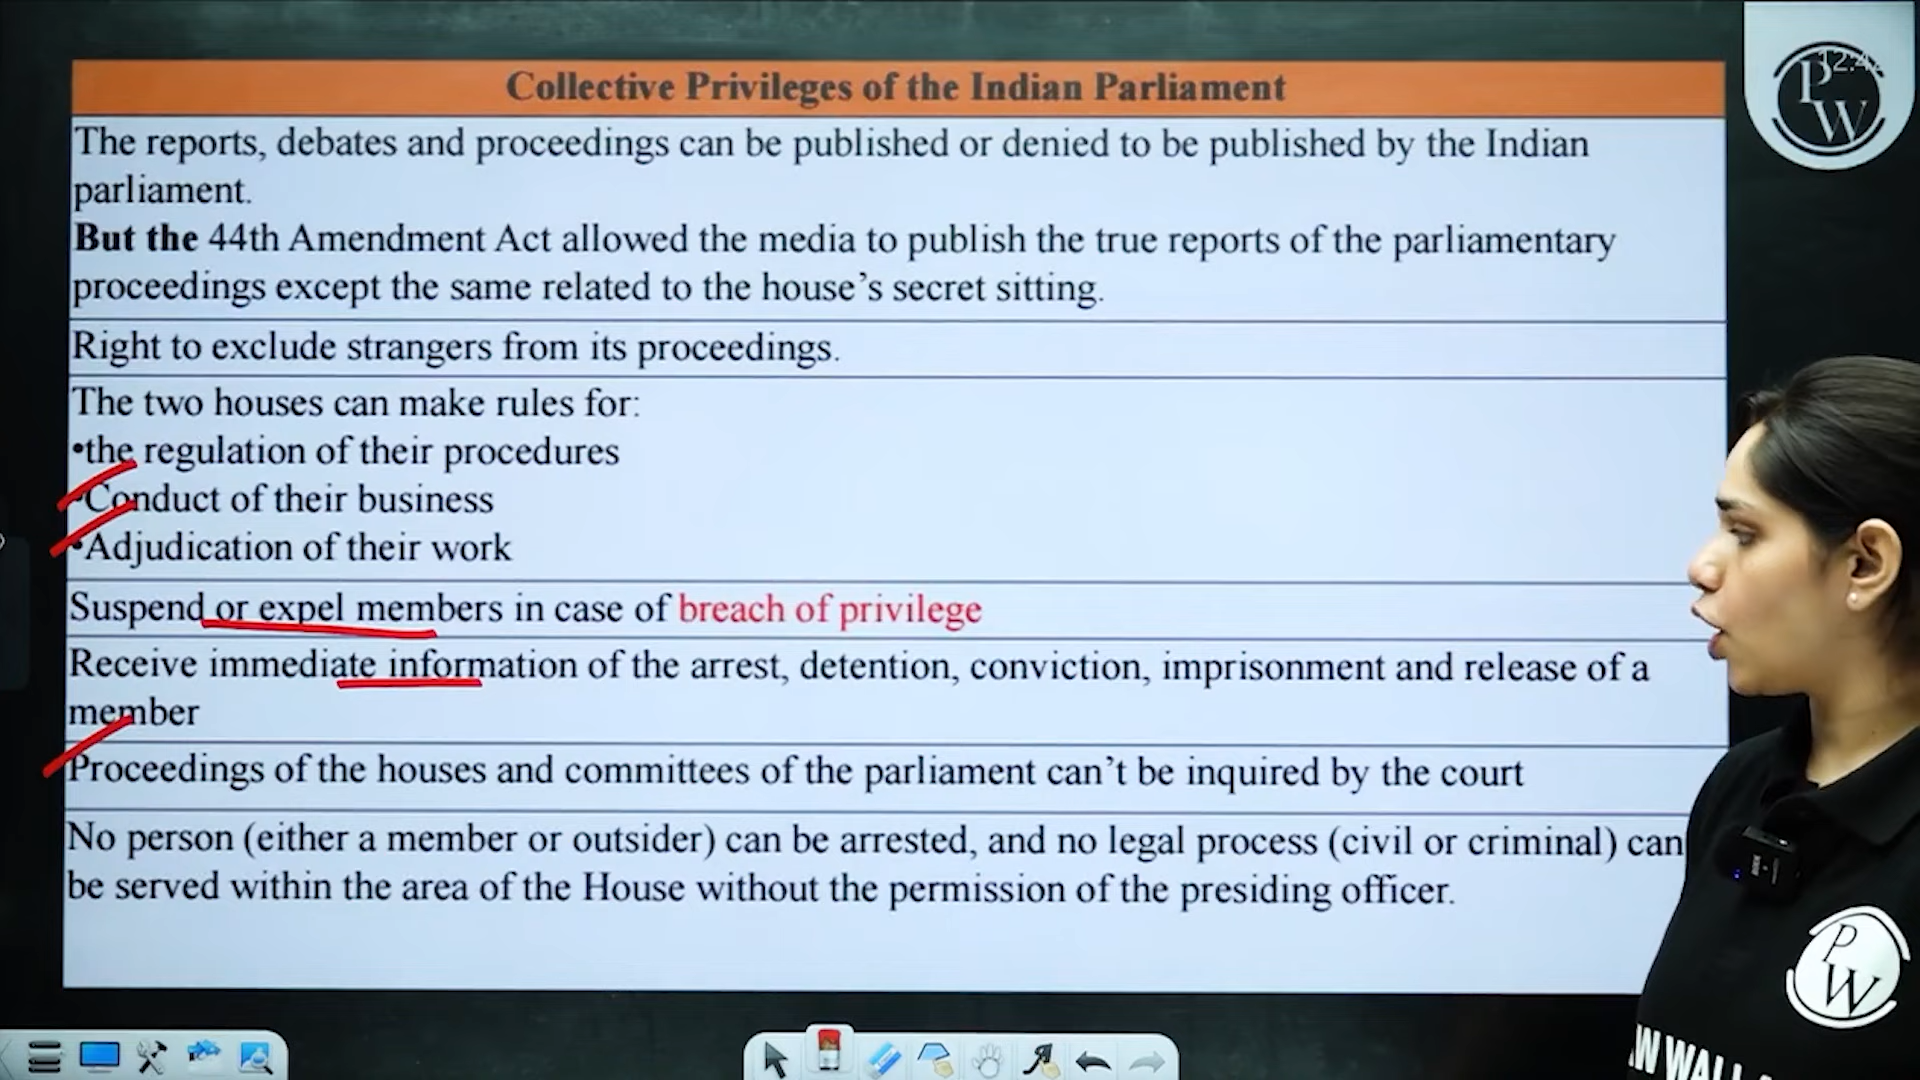 Collective Privileges of the Indian Parliament
The reports, debates and proceedings can be published or denied to be published by the Indian
parliament.
But the 44th Amendment Act allowed the media to publish the true reports of the parliamentary
proceedings except the same related to the house’s secret sitting.
Right to exclude strangers from its proceedings.
The two houses can make rules for:
•the regulation of their procedures
•Conduct of their business
•Adjudication of their work
Suspend or expel members in case of breach of privilege
Receive immediate information of the arrest, detention, conviction, imprisonment and release of a
member
Proceedings of the houses and committees of the parliament can’t be inquired by the court
No person (either a member or outsider) can be arrested, and no legal process (civil or criminal) can
be served within the area of the House without the permission of the presiding officer.
PW
PW